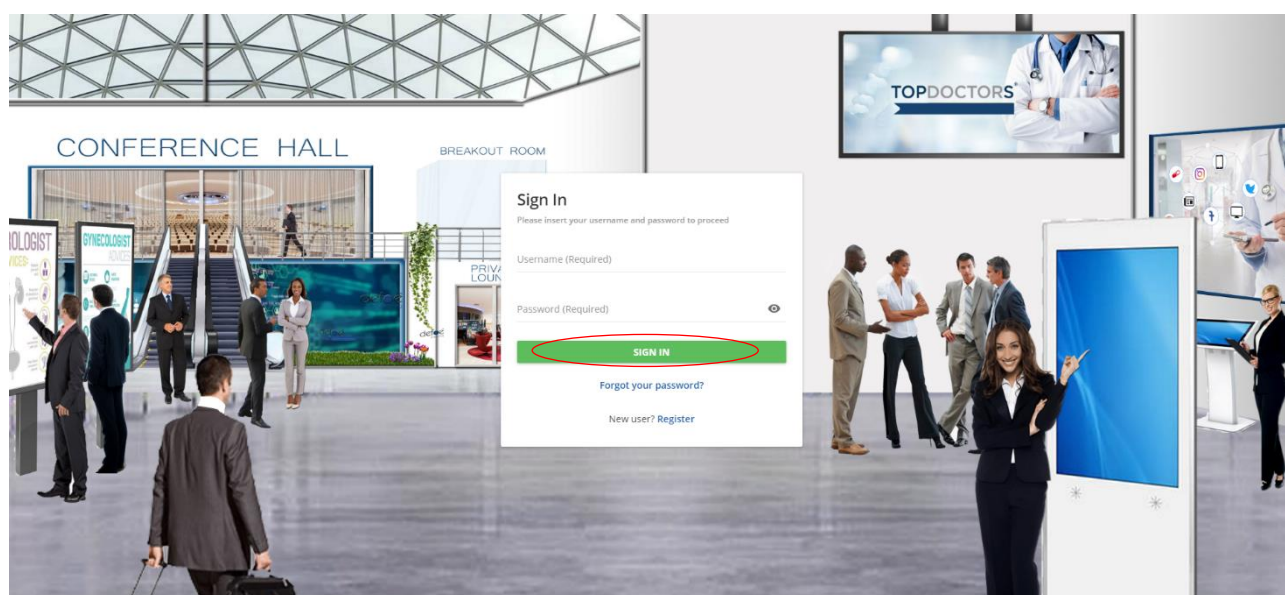 CONFERENCE HALL
BREAKOUT ROOM
TOPDOCTORS
Sign In
Please insert your username and password to proceed
Username (Required)
Password (Required)
SIGN IN
Forgot your password?
New user? Register
GYNECOLOGIST
ADVICES